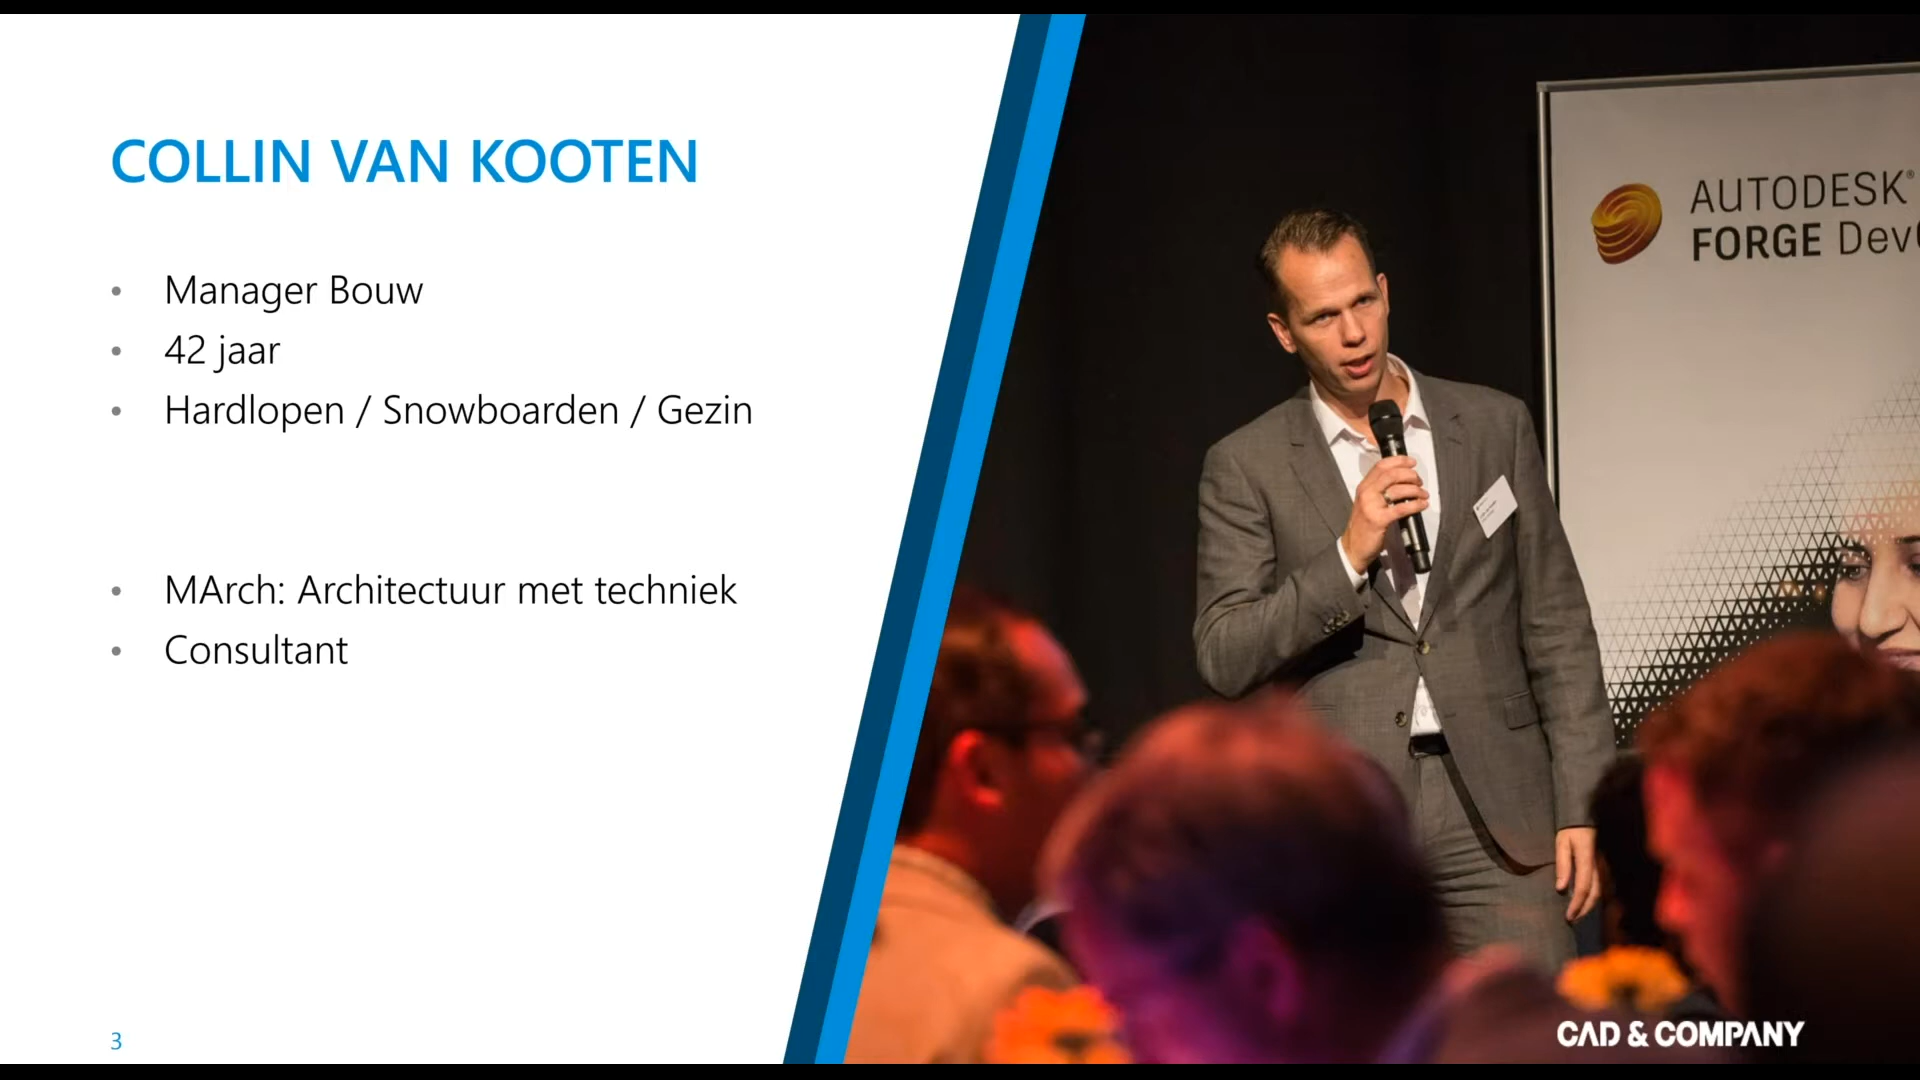 COLLIN VAN KOOTEN
• Manager Bouw
• 42 jaar
• Hardlopen / Snowboarden / Gezin
• MArch: Architectuur met techniek
• Consultant
3
AUTODESK®
FORGE Dev
CAD & COMPANY